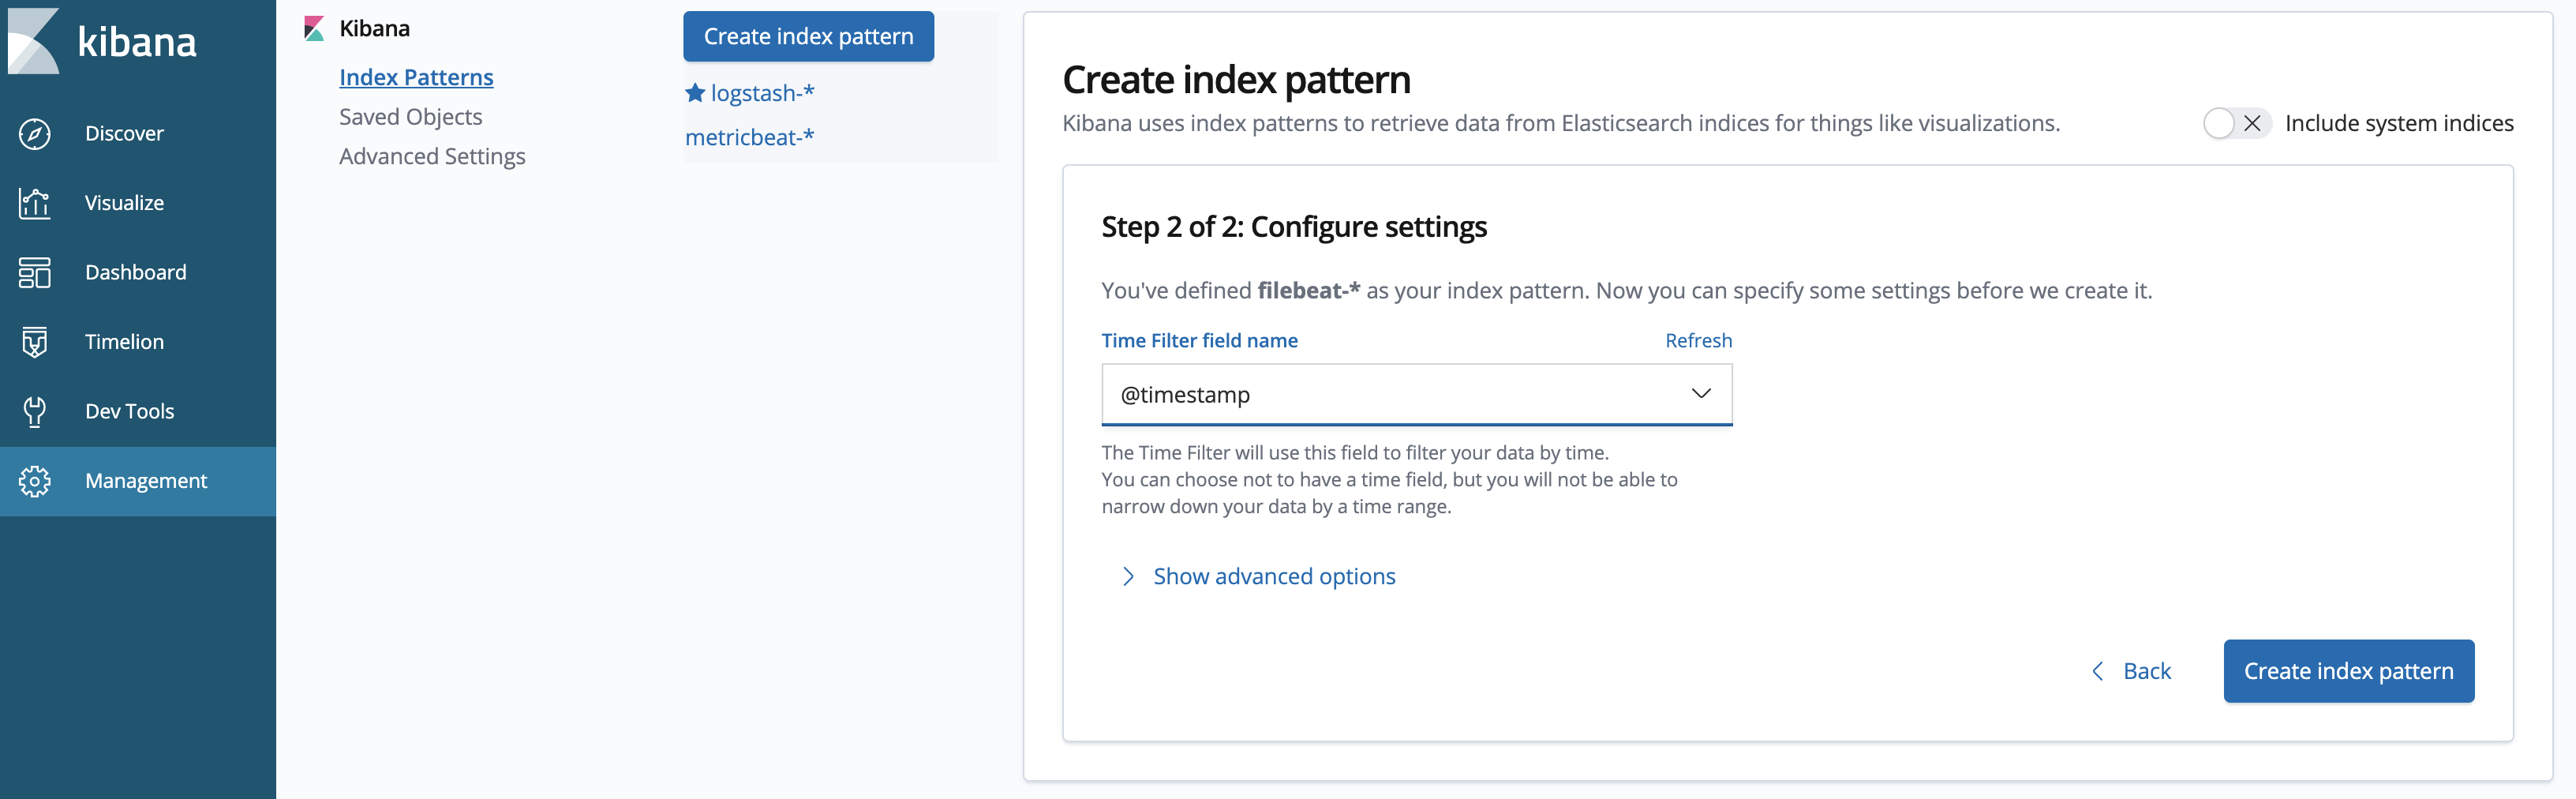 kibana
Discover
Visualize
Dashboard
Timelion
Dev Tools
Management
Kibana
Index Patterns
Saved Objects
Advanced Settings
Create index pattern
logstash-*
metricbeat-*
Create index pattern
Kibana uses index patterns to retrieve data from Elasticsearch indices for things like visualizations.
Include system indices
Step 2 of 2: Configure settings
You've defined filebeat-* as your index pattern. Now you can specify some settings before we create it.
Time Filter field name
Refresh
@timestamp
The Time Filter will use this field to filter your data by time.
You can choose not to have a time field, but you will not be able to
narrow down your data by a time range.
Show advanced options
Back
Create index pattern